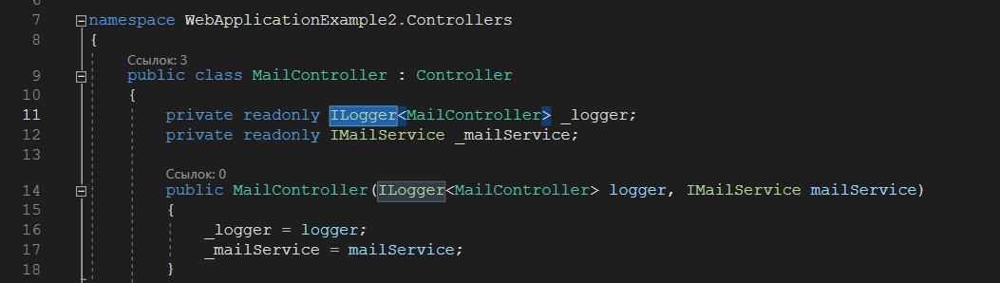 7 namespace WebApplicationExample2.Controllers
8 {
Ссылок: 3
9 public class MailController : Controller
10 {
11 private readonly ILogger<MailController> _logger;
12 private readonly IMailService _mailService;
13
Ссылок: 0
14 public MailController(ILogger<MailController> logger, IMailService mailService)
15 {
16 _logger = logger;
17 _mailService = mailService;
18 }